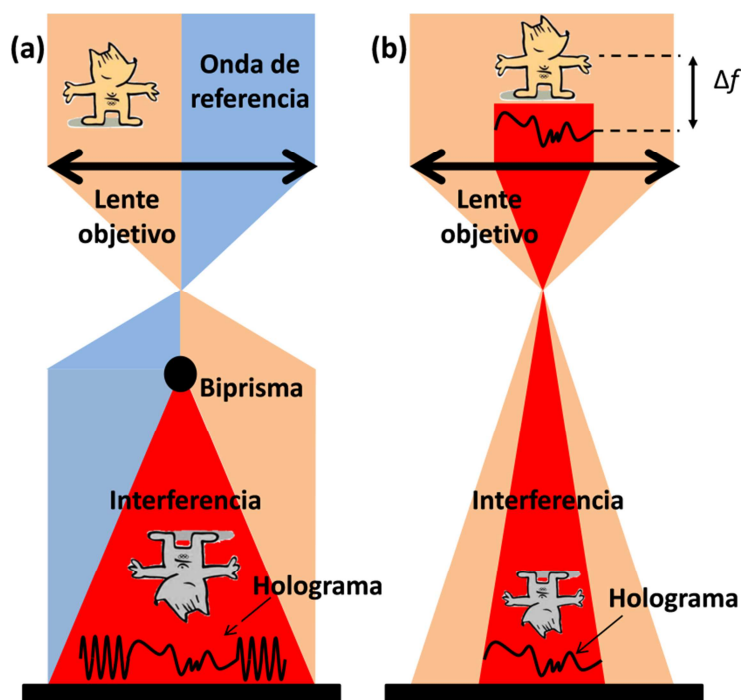 (a)
Onda de
referencia
Lente
objetivo
Biprisma
Interferencia
Holograma
(b)
Δf
Lente
objetivo
Interferencia
Holograma